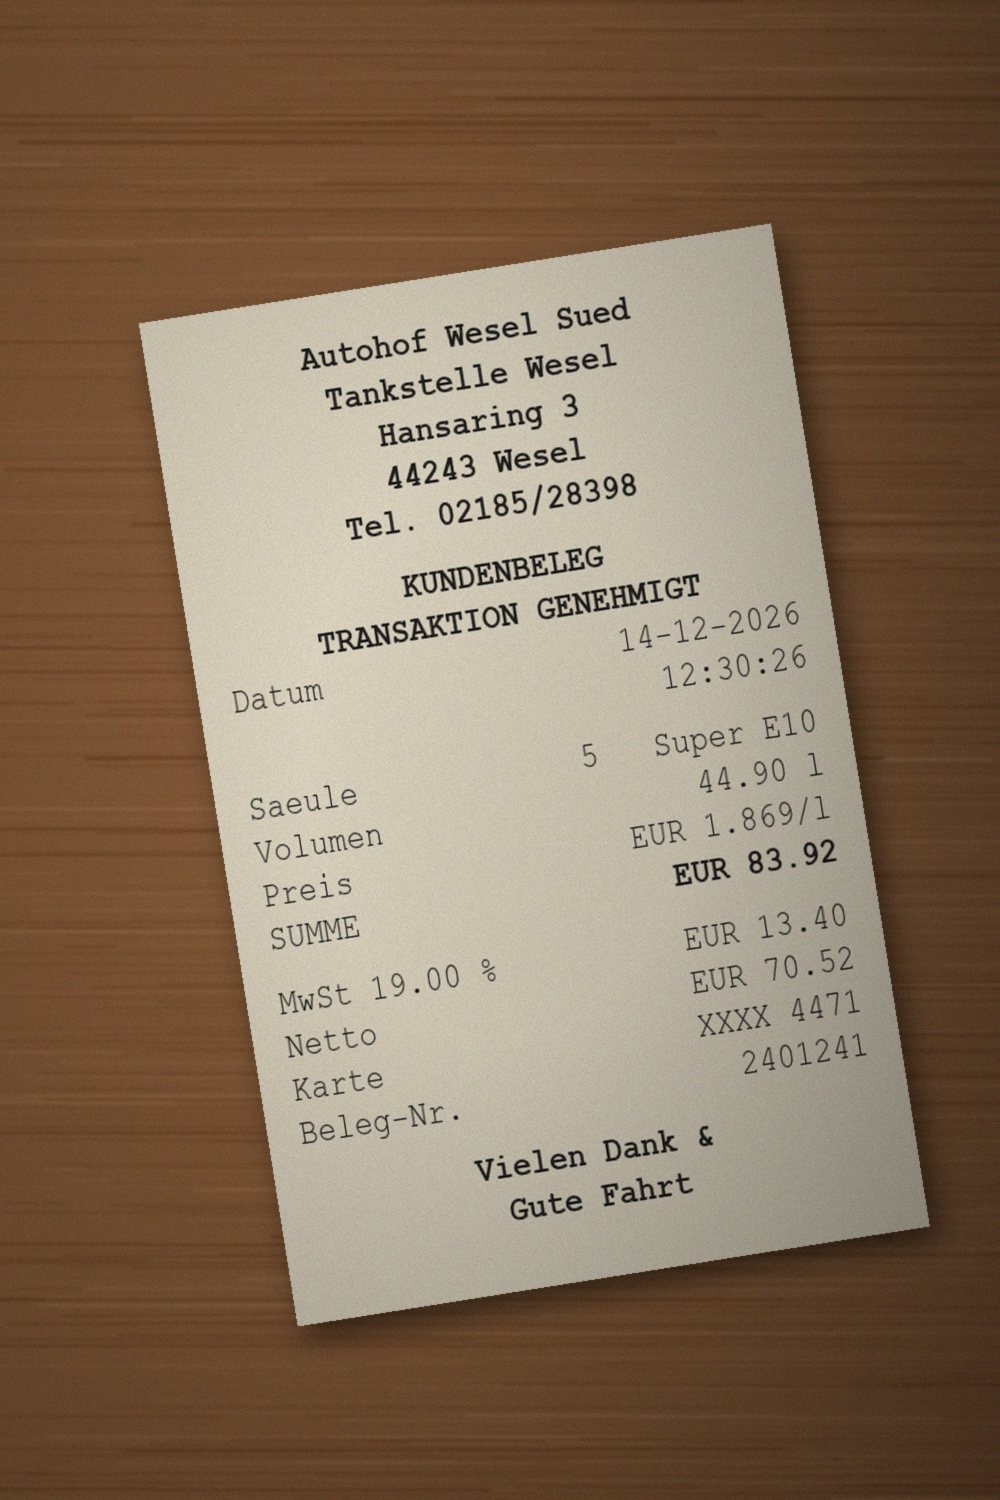 Autohof Wesel Sued
Tankstelle Wesel
Hansaring 3
44243 Wesel
Tel. 02185/28398
KUNDENBELEG
TRANSAKTION GENEHMIGT
Datum 14-12-2026
12:30:26
Saeule 5 Super E10
Volumen 44.90 l
Preis EUR 1.869/l
SUMME EUR 83.92
MwSt 19.00 % EUR 13.40
Netto EUR 70.52
Karte XXXX 4471
Beleg-Nr. 2401241
Vielen Dank &
Gute Fahrt